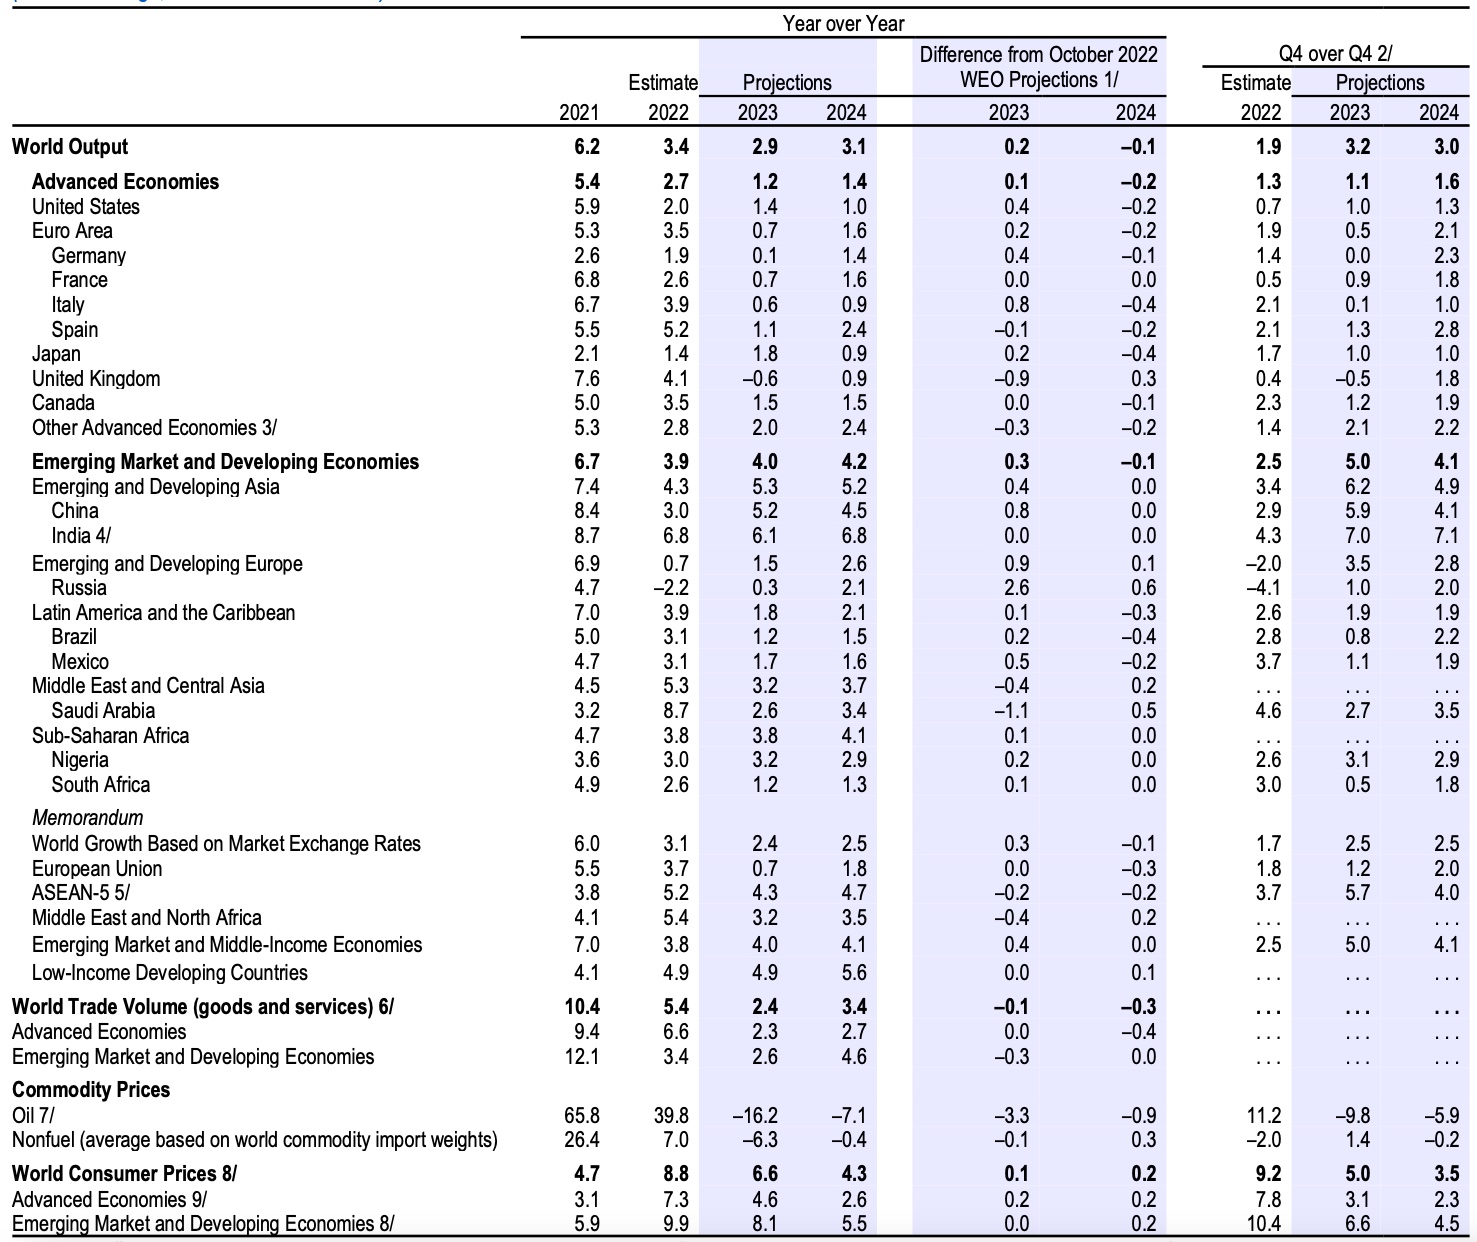 Year over Year
Difference from October 2022 Q4 over Q4 2/
Estimate Projections WEO Projections 1/ Estimate Projections
2021 2022 2023 2024 2023 2024 2022 2023 2024
World Output 6.2 3.4 2.9 3.1 0.2 –0.1 1.9 3.2 3.0
Advanced Economies 5.4 2.7 1.2 1.4 0.1 –0.2 1.3 1.1 1.6
United States 5.9 2.0 1.4 1.0 0.4 –0.2 0.7 1.0 1.3
Euro Area 5.3 3.5 0.7 1.6 0.2 –0.2 1.9 0.5 2.1
Germany 2.6 1.9 0.1 1.4 0.4 –0.1 1.4 0.0 2.3
France 6.8 2.6 0.7 1.6 0.0 0.0 0.5 0.9 1.8
Italy 6.7 3.9 0.6 0.9 0.8 –0.4 2.1 0.1 1.0
Spain 5.5 5.2 1.1 2.4 –0.1 –0.2 2.1 1.3 2.8
Japan 2.1 1.4 1.8 0.9 0.2 –0.4 1.7 1.0 1.0
United Kingdom 7.6 4.1 –0.6 0.9 –0.9 0.3 0.4 –0.5 1.8
Canada 5.0 3.5 1.5 1.5 0.0 –0.1 2.3 1.2 1.9
Other Advanced Economies 3/ 5.3 2.8 2.0 2.4 –0.3 –0.2 1.4 2.1 2.2
Emerging Market and Developing Economies 6.7 3.9 4.0 4.2 0.3 –0.1 2.5 5.0 4.1
Emerging and Developing Asia 7.4 4.3 5.3 5.2 0.4 0.0 3.4 6.2 4.9
China 8.4 3.0 5.2 4.5 0.8 0.0 2.9 5.9 4.1
India 4/ 8.7 6.8 6.1 6.8 0.0 0.0 4.3 7.0 7.1
Emerging and Developing Europe 6.9 0.7 1.5 2.6 0.9 0.1 –2.0 3.5 2.8
Russia 4.7 –2.2 0.3 2.1 2.6 0.6 –4.1 1.0 2.0
Latin America and the Caribbean 7.0 3.9 1.8 2.1 0.1 –0.3 2.6 1.9 1.9
Brazil 5.0 3.1 1.2 1.5 0.2 –0.4 2.8 0.8 2.2
Mexico 4.7 3.1 1.7 1.6 0.5 –0.2 3.7 1.1 1.9
Middle East and Central Asia 4.5 5.3 3.2 3.7 –0.4 0.2 . . . . . . . . .
Saudi Arabia 3.2 8.7 2.6 3.4 –1.1 0.5 4.6 2.7 3.5
Sub-Saharan Africa 4.7 3.8 3.8 4.1 0.1 0.0 . . . . . . . . .
Nigeria 3.6 3.0 3.2 2.9 0.2 0.0 2.6 3.1 2.9
South Africa 4.9 2.6 1.2 1.3 0.1 0.0 3.0 0.5 1.8
Memorandum
World Growth Based on Market Exchange Rates 6.0 3.1 2.4 2.5 0.3 –0.1 1.7 2.5 2.5
European Union 5.5 3.7 0.7 1.8 0.0 –0.3 1.8 1.2 2.0
ASEAN-5 5/ 3.8 5.2 4.3 4.7 –0.2 –0.2 3.7 5.7 4.0
Middle East and North Africa 4.1 5.4 3.2 3.5 –0.4 0.2 . . . . . . . . .
Emerging Market and Middle-Income Economies 7.0 3.8 4.0 4.1 0.4 0.0 2.5 5.0 4.1
Low-Income Developing Countries 4.1 4.9 4.9 5.6 0.0 0.1 . . . . . . . . .
World Trade Volume (goods and services) 6/ 10.4 5.4 2.4 3.4 –0.1 –0.3 . . . . . . . . .
Advanced Economies 9.4 6.6 2.3 2.7 0.0 –0.4 . . . . . . . . .
Emerging Market and Developing Economies 12.1 3.4 2.6 4.6 –0.3 0.0 . . . . . . . . .
Commodity Prices
Oil 7/ 65.8 39.8 –16.2 –7.1 –3.3 –0.9 11.2 –9.8 –5.9
Nonfuel (average based on world commodity import weights) 26.4 7.0 –6.3 –0.4 –0.1 0.3 –2.0 1.4 –0.2
World Consumer Prices 8/ 4.7 8.8 6.6 4.3 0.1 0.2 9.2 5.0 3.5
Advanced Economies 9/ 3.1 7.3 4.6 2.6 0.2 0.2 7.8 3.1 2.3
Emerging Market and Developing Economies 8/ 5.9 9.9 8.1 5.5 0.0 0.2 10.4 6.6 4.5